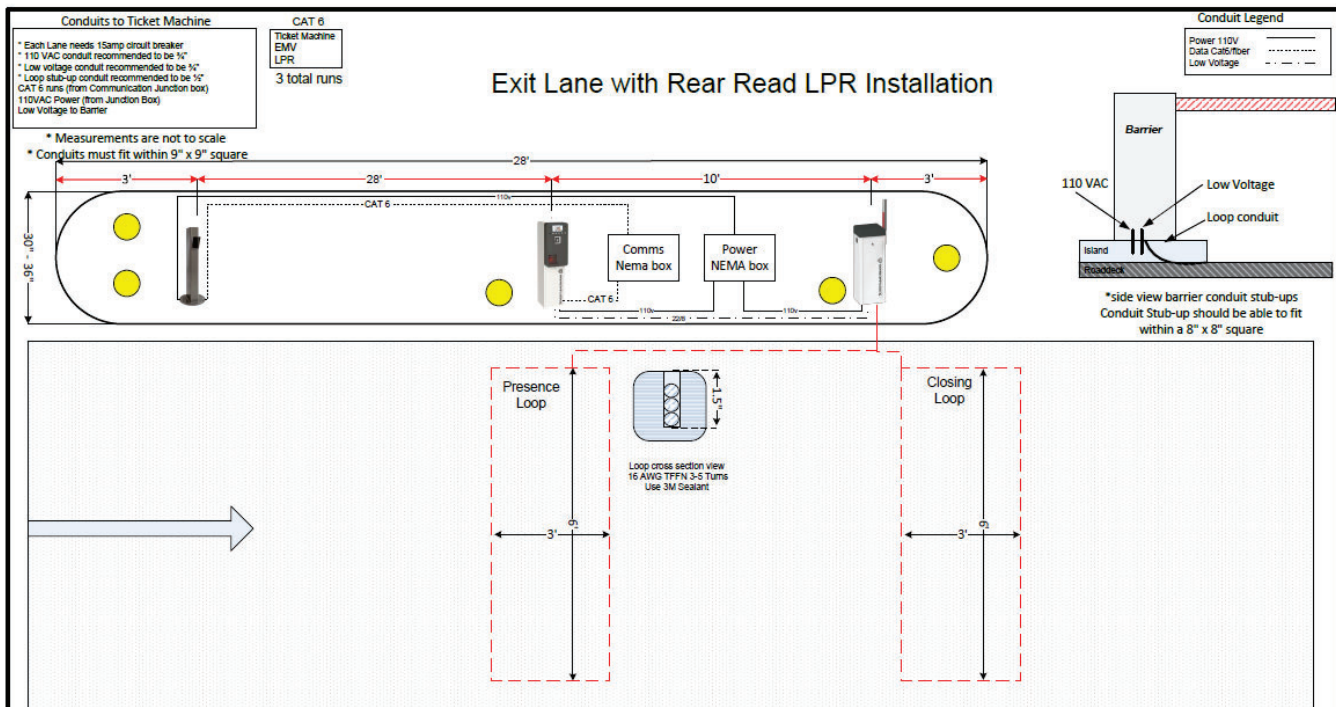 Conduits to Ticket Machine
* Each Lane needs 15amp circuit breaker
* 110 VAC conduit recommended to be ¾"
* Low voltage conduit recommended to be ¾"
* Loop stub-up conduit recommended to be ½"
CAT 6 runs (from Communication Junction box)
110VAC Power (from Junction Box)
Low Voltage to Barrier
* Measurements are not to scale
* Conduits must fit within 9" x 9" square
CAT 6
Ticket Machine
EMV
LPR
3 total runs
Exit Lane with Rear Read LPR Installation
Conduit Legend
Power 110V
Data Cat6/fiber
Low Voltage
28'
3'
28'
10'
3'
30" - 36"
110v
CAT 6
Comms
Nema box
Power
NEMA box
CAT 6
110v
110v
22/8
Barrier
110 VAC
Low Voltage
Loop conduit
Island
Roaddeck
*side view barrier conduit stub-ups
Conduit Stub-up should be able to fit
within a 8" x 8" square
Presence
Loop
1.5"
Loop cross section view
16 AWG TFFN 3-5 Turns
Use 3M Sealant
Closing
Loop
3'
3'